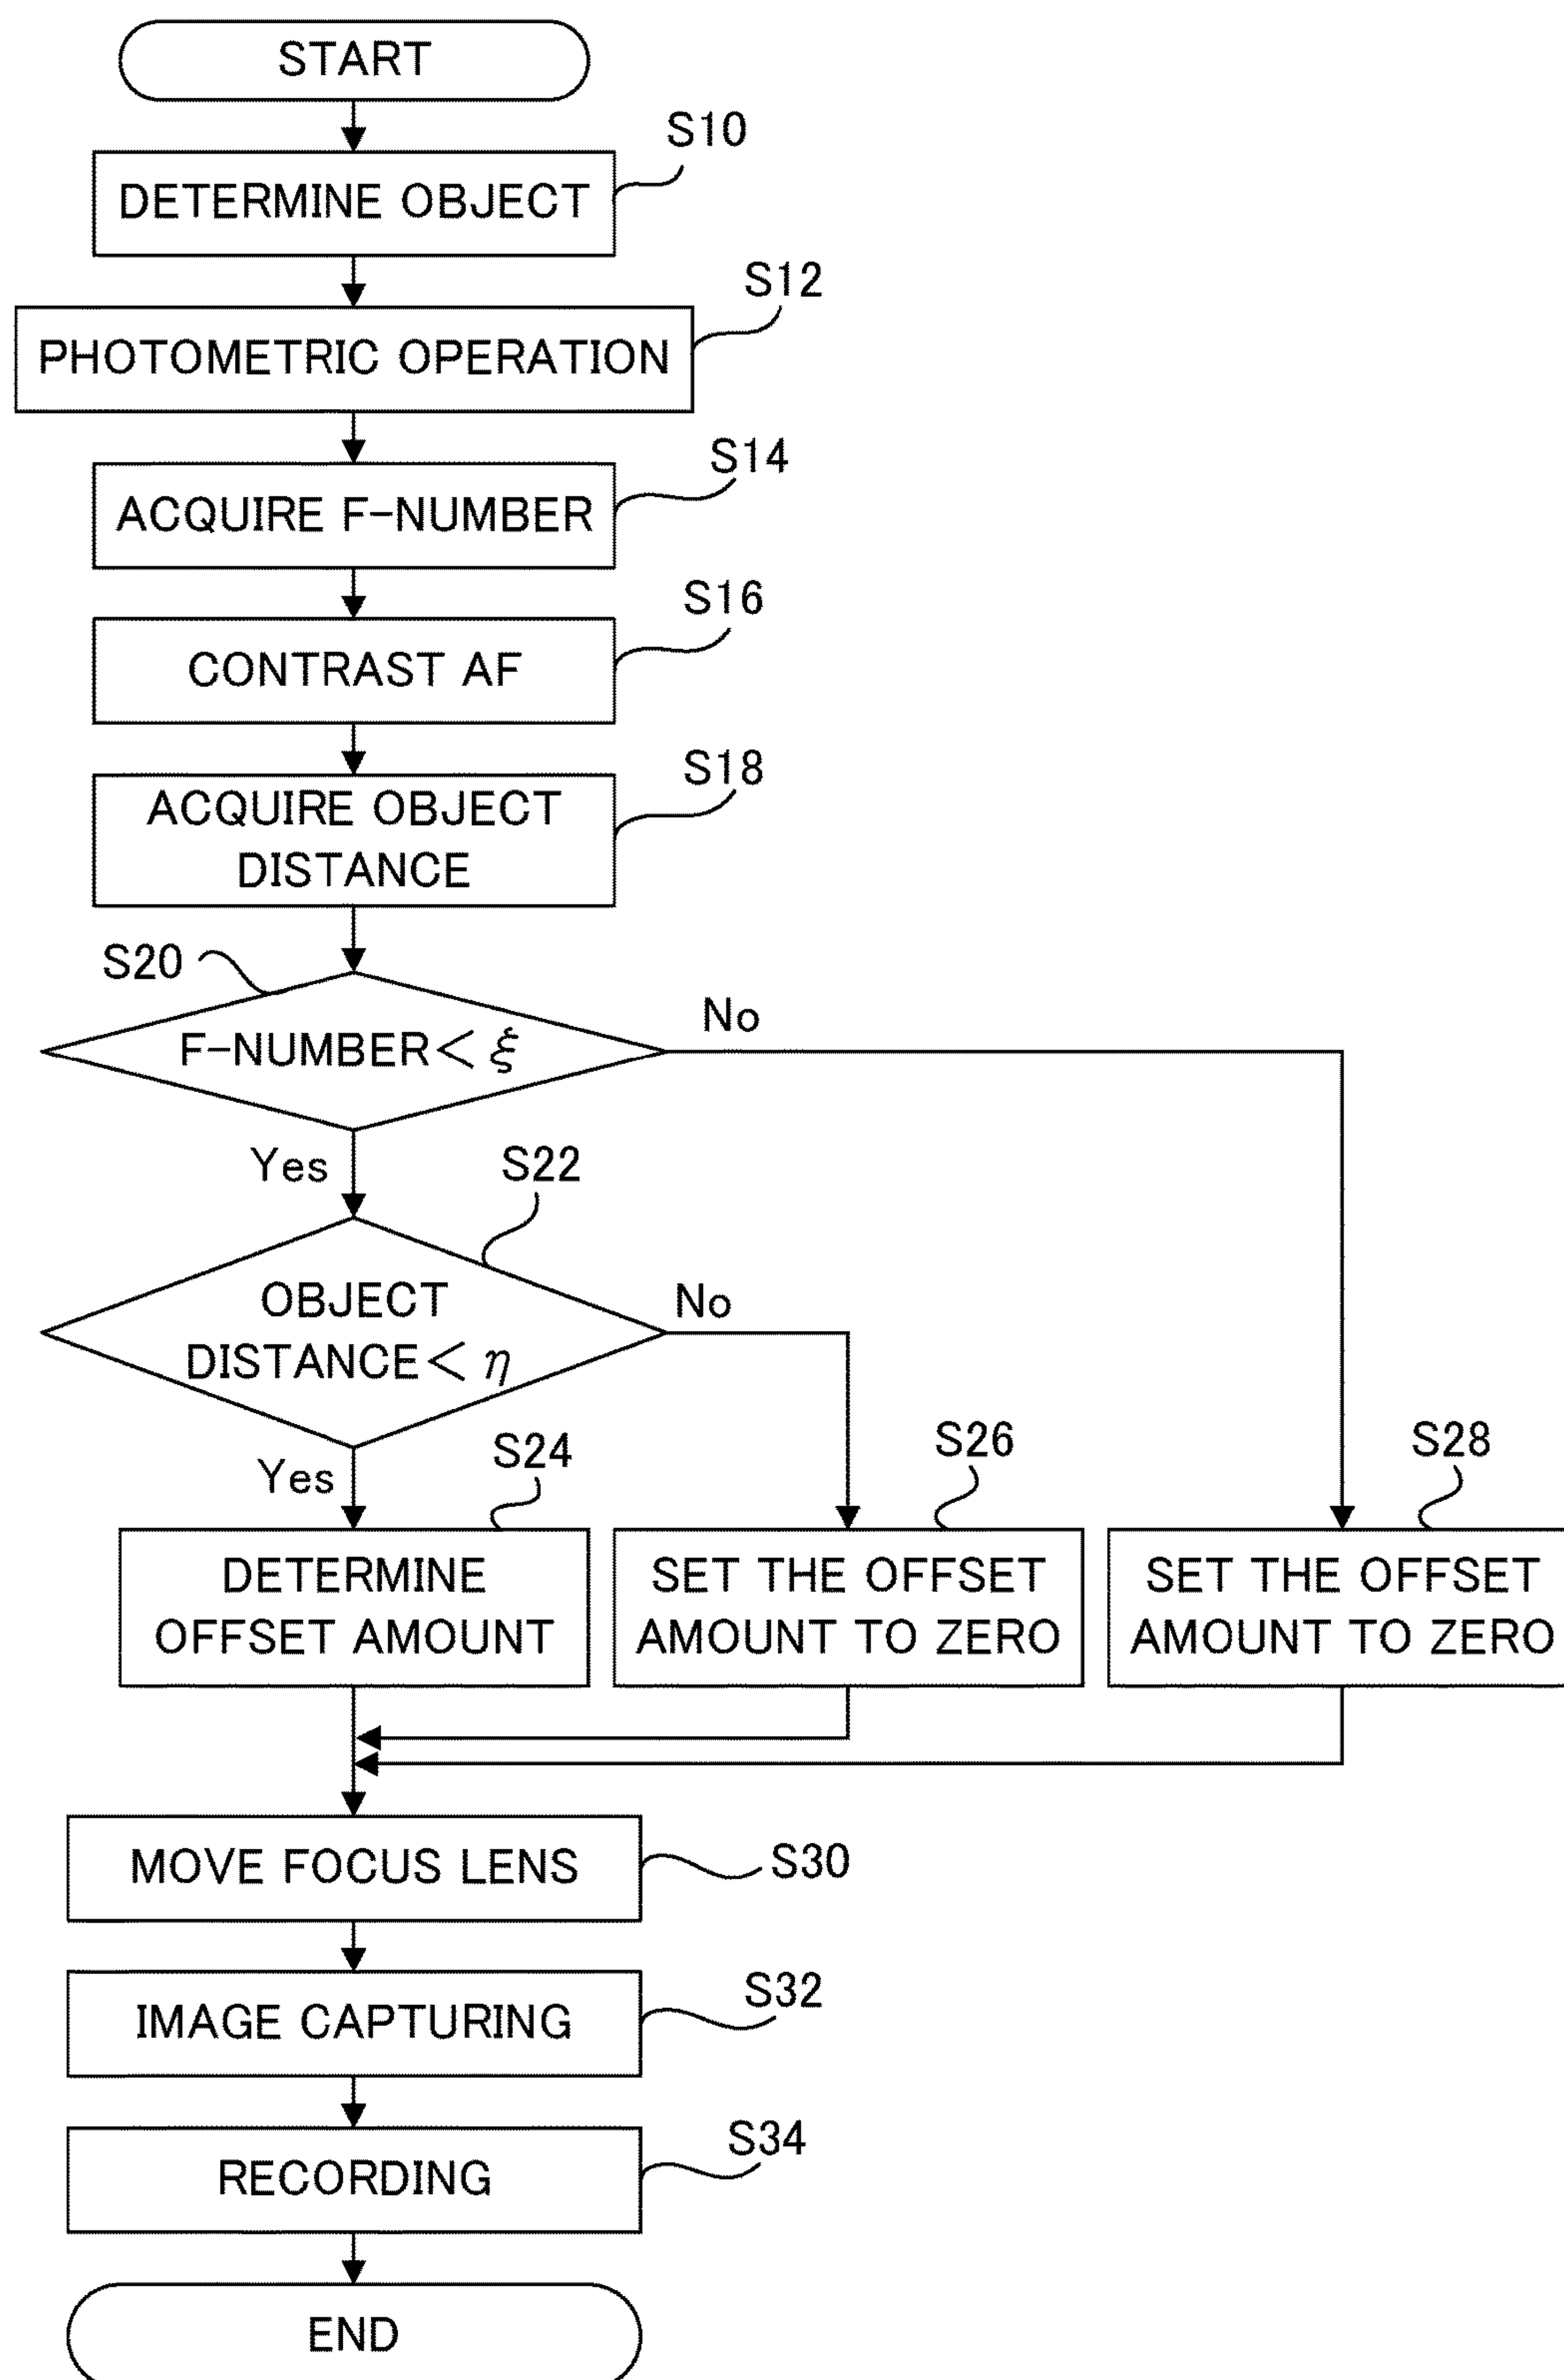 START
S10
DETERMINE OBJECT
S12
PHOTOMETRIC OPERATION
S14
ACQUIRE F-NUMBER
S16
CONTRAST AF
S18
ACQUIRE OBJECT
DISTANCE
S20
F-NUMBER< ξ
No
Yes
S22
OBJECT
DISTANCE< η
No
Yes
S24
DETERMINE
OFFSET AMOUNT
S26
SET THE OFFSET
AMOUNT TO ZERO
S28
SET THE OFFSET
AMOUNT TO ZERO
MOVE FOCUS LENS
S30
IMAGE CAPTURING
S32
RECORDING
S34
END